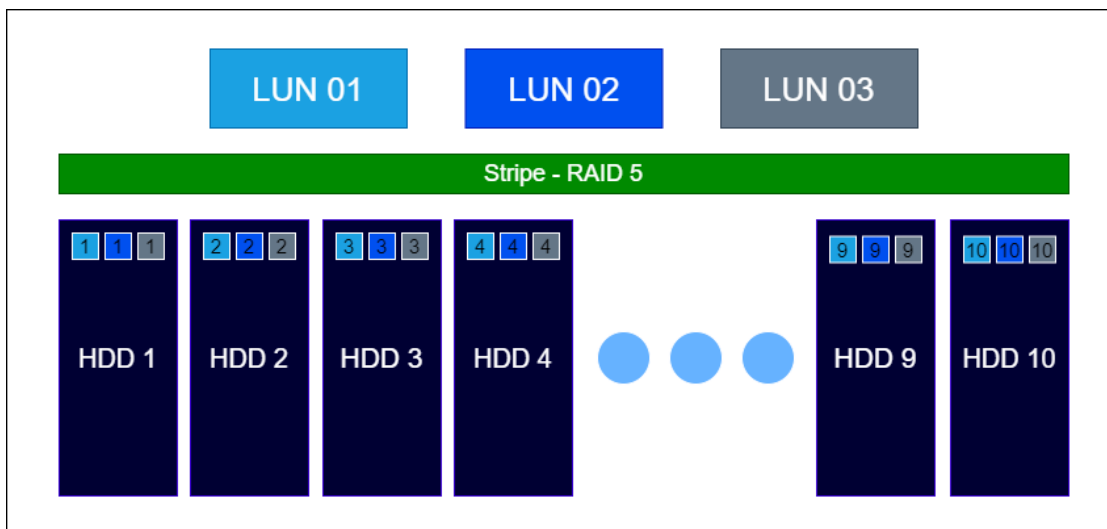 LUN 01 LUN 02 LUN 03
Stripe - RAID 5
1 1 1 2 2 2 3 3 3 4 4 4 9 9 9 10 10 10
HDD 1 HDD 2 HDD 3 HDD 4 HDD 9 HDD 10